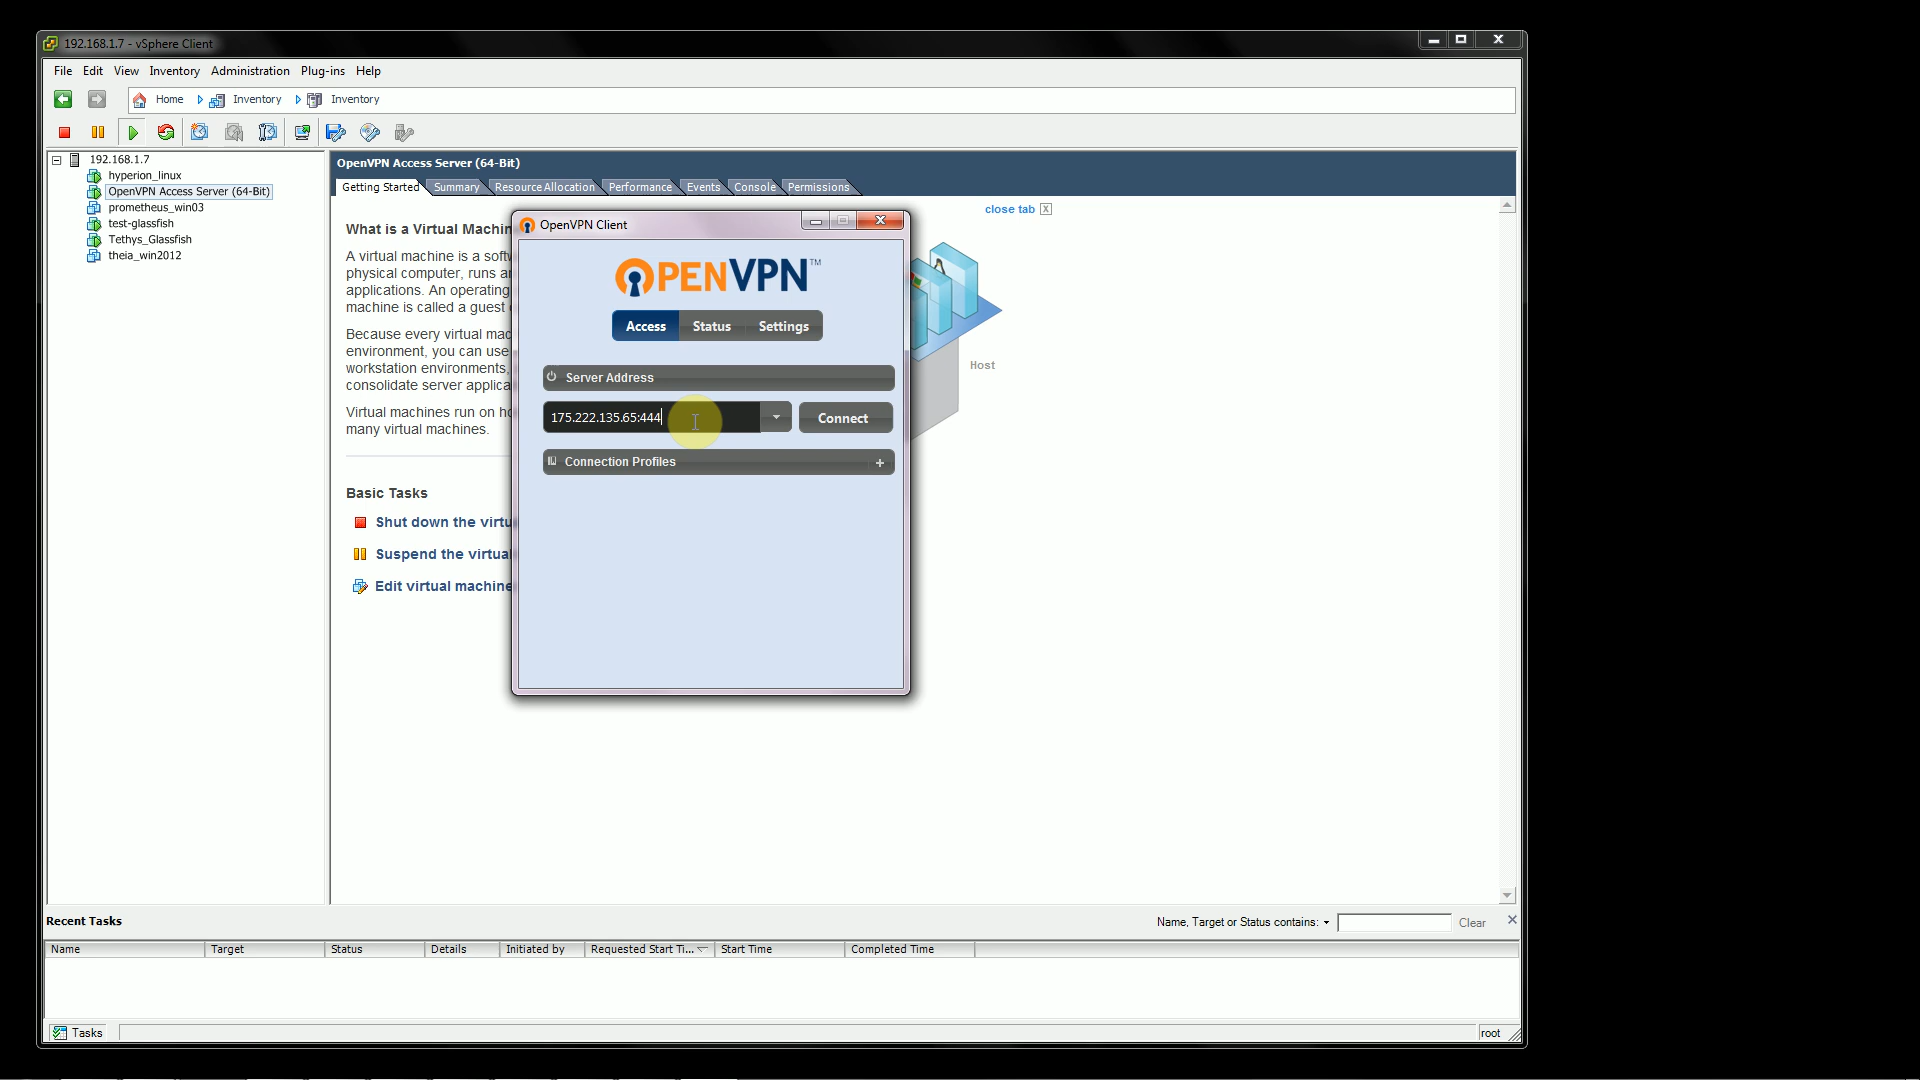 192.168.1.7 - vSphere Client
File Edit View Inventory Administration Plug-ins Help
Home Inventory Inventory
192.168.1.7
hyperion_linux
OpenVPN Access Server (64-Bit)
prometheus_win03
test-glassfish
Tethys_Glassfish
theia_win2012
OpenVPN Access Server (64-Bit)
Getting Started Summary Resource Allocation Performance Events Console Permissions
close tab X
What is a Virtual Machin
A virtual machine is a soft
physical computer, runs a
applications. An operating
machine is called a guest
Because every virtual mac
environment, you can use
workstation environments,
consolidate server applica
Virtual machines run on ho
many virtual machines.
Basic Tasks
Shut down the virtu
Suspend the virtual
Edit virtual machine
Host
OpenVPN Client
OPENVPN™
Access Status Settings
Server Address
175.222.135.65:444
Connect
Connection Profiles +
Recent Tasks
Name, Target or Status contains: Clear
Name Target Status Details Initiated by Requested Start Ti... Start Time Completed Time
Tasks
root